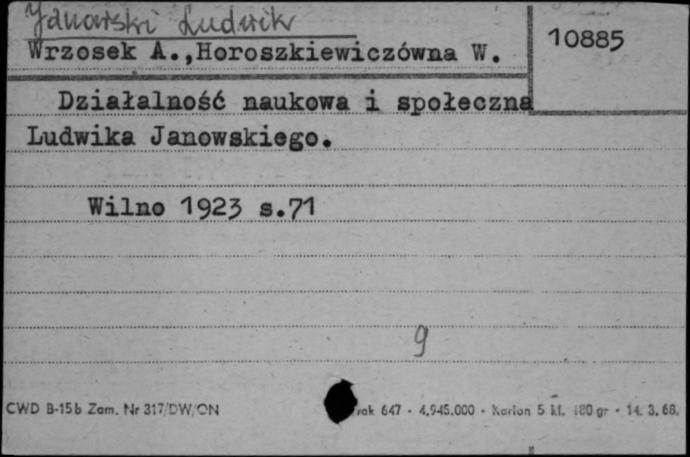 Janowski Ludwik
10885
Wrzosek A.,Horoszkiewiczówna W.
Działalność naukowa i społeczna
Ludwika Janowskiego.
Wilno 1923 s.71
9
CWD B-15b Zam. Nr 317/DW/ON rak 647 - 4.945.000 - Karton 5 kl. 180 gr - 14. 3. 68.